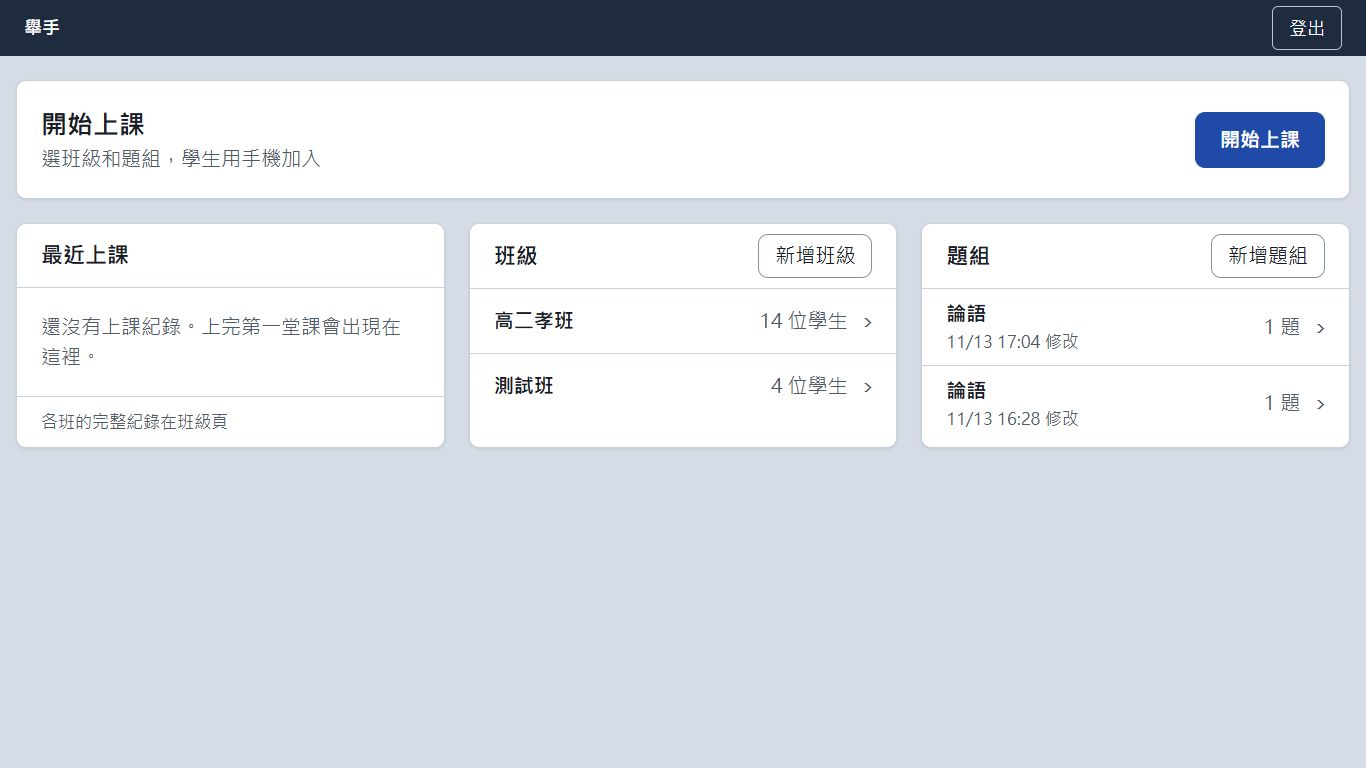 舉手
登出
開始上課
選班級和題組，學生用手機加入
開始上課
最近上課
還沒有上課紀錄。上完第一堂課會出現在
這裡。
各班的完整紀錄在班級頁
班級
新增班級
高二孝班
14 位學生
測試班
4 位學生
題組
新增題組
論語
11/13 17:04 修改
1 題
論語
11/13 16:28 修改
1 題